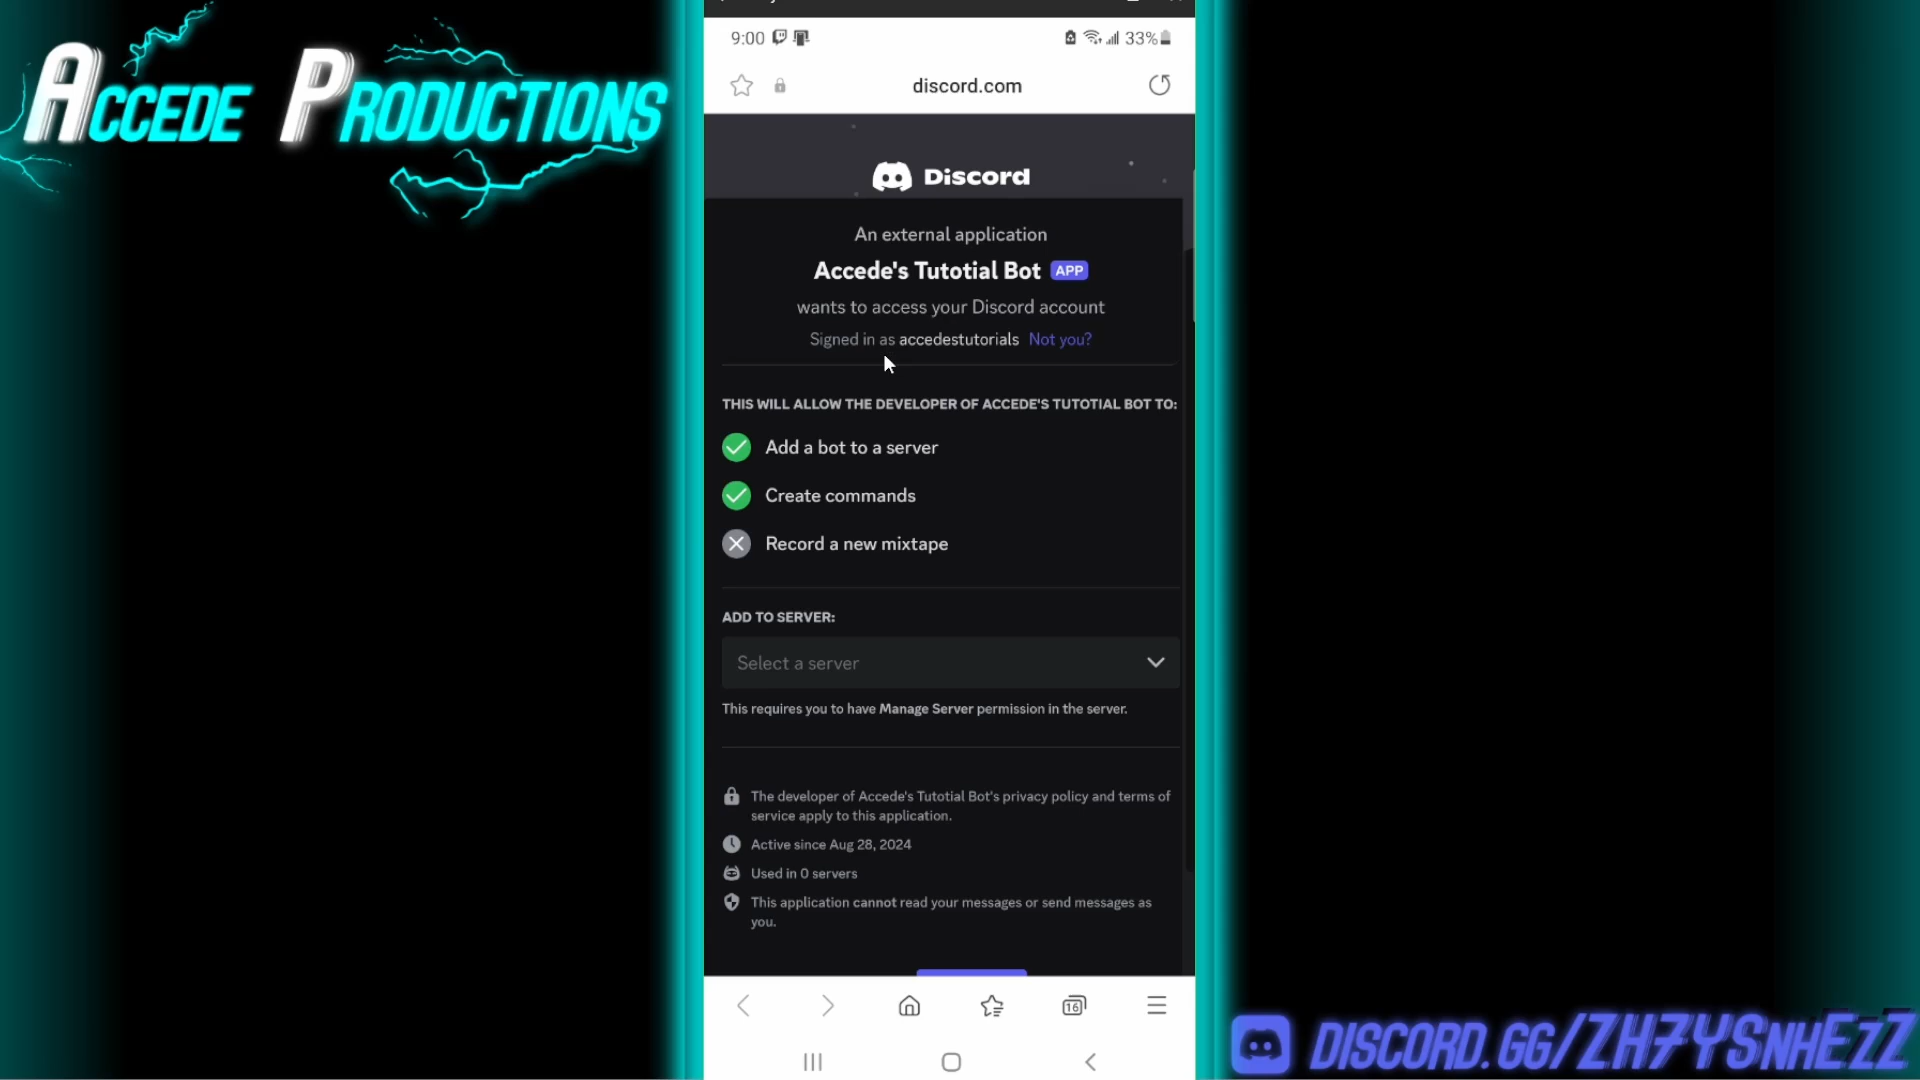 Accede Productions
9:00
33%
discord.com
Discord
An external application
Accede's Tutotial Bot APP
wants to access your Discord account
Signed in as accedestutorials Not you?
THIS WILL ALLOW THE DEVELOPER OF ACCEDE'S TUTOTIAL BOT TO:
Add a bot to a server
Create commands
Record a new mixtape
ADD TO SERVER:
Select a server
This requires you to have Manage Server permission in the server.
The developer of Accede's Tutotial Bot's privacy policy and terms of
service apply to this application.
Active since Aug 28, 2024
Used in 0 servers
This application cannot read your messages or send messages as
you.
16
DISCORD.GG/ZH7YSNHEZZ